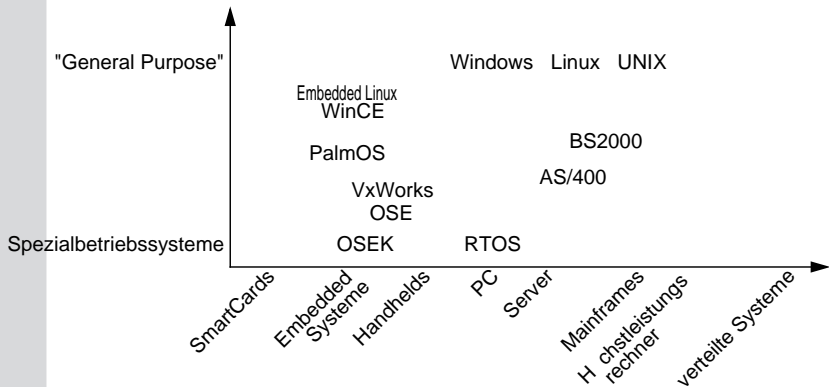 "General Purpose"
Windows Linux UNIX
Embedded Linux
WinCE
BS2000
PalmOS
AS/400
VxWorks
OSE
Spezialbetriebssysteme
OSEK RTOS
SmartCards
Embedded
Systeme
Handhelds
PC
Server
Mainframes
H chstleistungs
rechner
verteilte Systeme